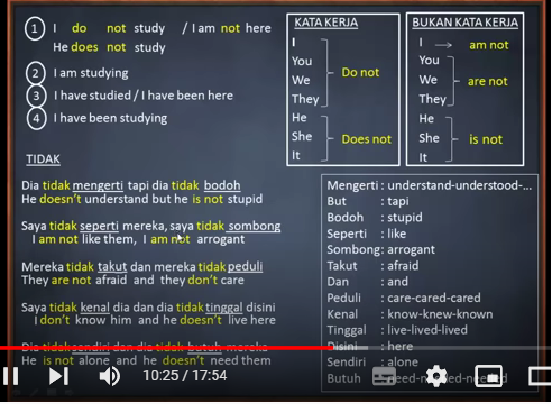 1 I do not study / I am not here
He does not study
2 I am studying
3 I have studied / I have been here
4 I have been studying
KATA KERJA
I
You
We
They
Do not
He
She
It
Does not
BUKAN KATA KERJA
I → am not
You
We
They
are not
He
She
It
is not
TIDAK
Dia tidak mengerti tapi dia tidak bodoh
He doesn't understand but he is not stupid
Saya tidak seperti mereka, saya tidak sombong
I am not like them, I am not arrogant
Mereka tidak takut dan mereka tidak peduli
They are not afraid and they don't care
Saya tidak kenal dia dan dia tidak tinggal disini
I don't know him and he doesn't live here
Dia tidak sendiri dan dia tidak butuh mereka
He is not alone and he doesn't need them
Mengerti : understand-understood-...
But : tapi
Bodoh : stupid
Seperti : like
Sombong : arrogant
Takut : afraid
Dan : and
Peduli : care-cared-cared
Kenal : know-knew-known
Tinggal : live-lived-lived
Disini : here
Sendiri : alone
Butuh : need-needed-needed
10:25 / 17:54